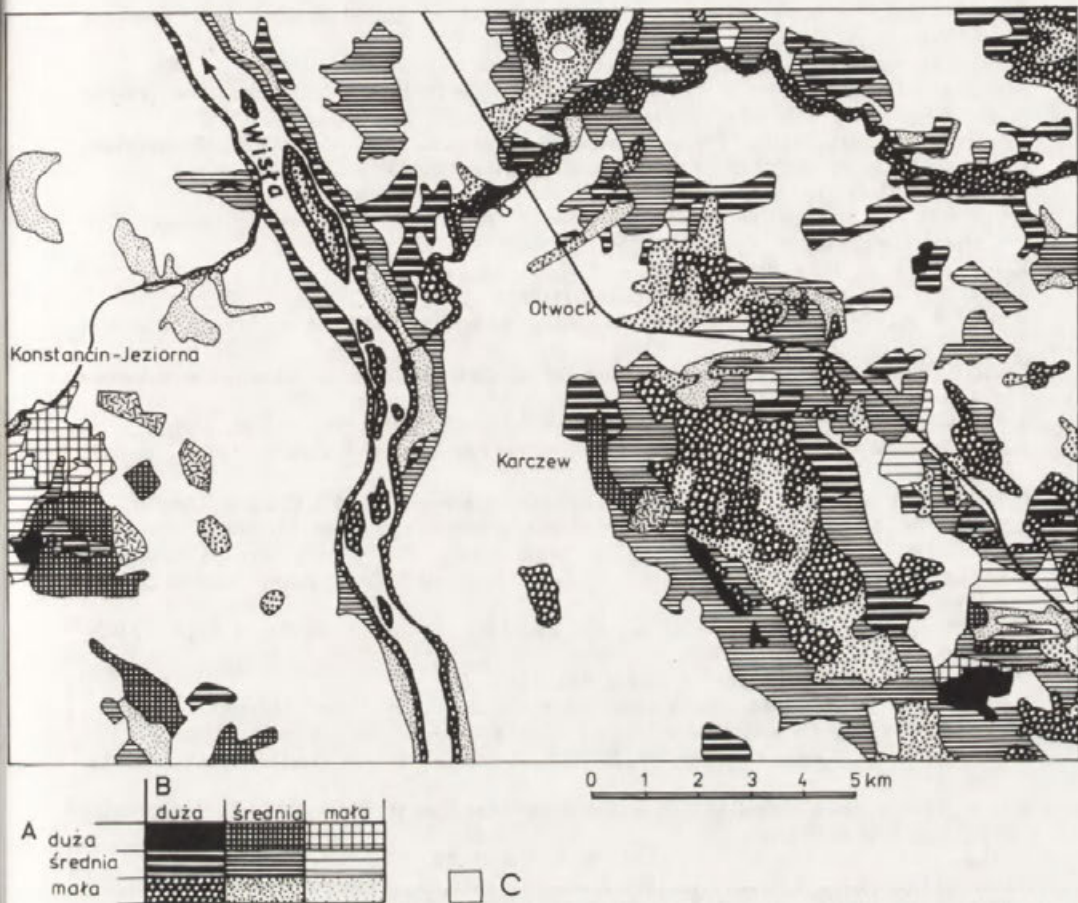 Wisła
Otwock
Konstancin-Jeziorna
Karczew
0 1 2 3 4 5 km
B
duża średnia mała
A duża
średnia
mała
C